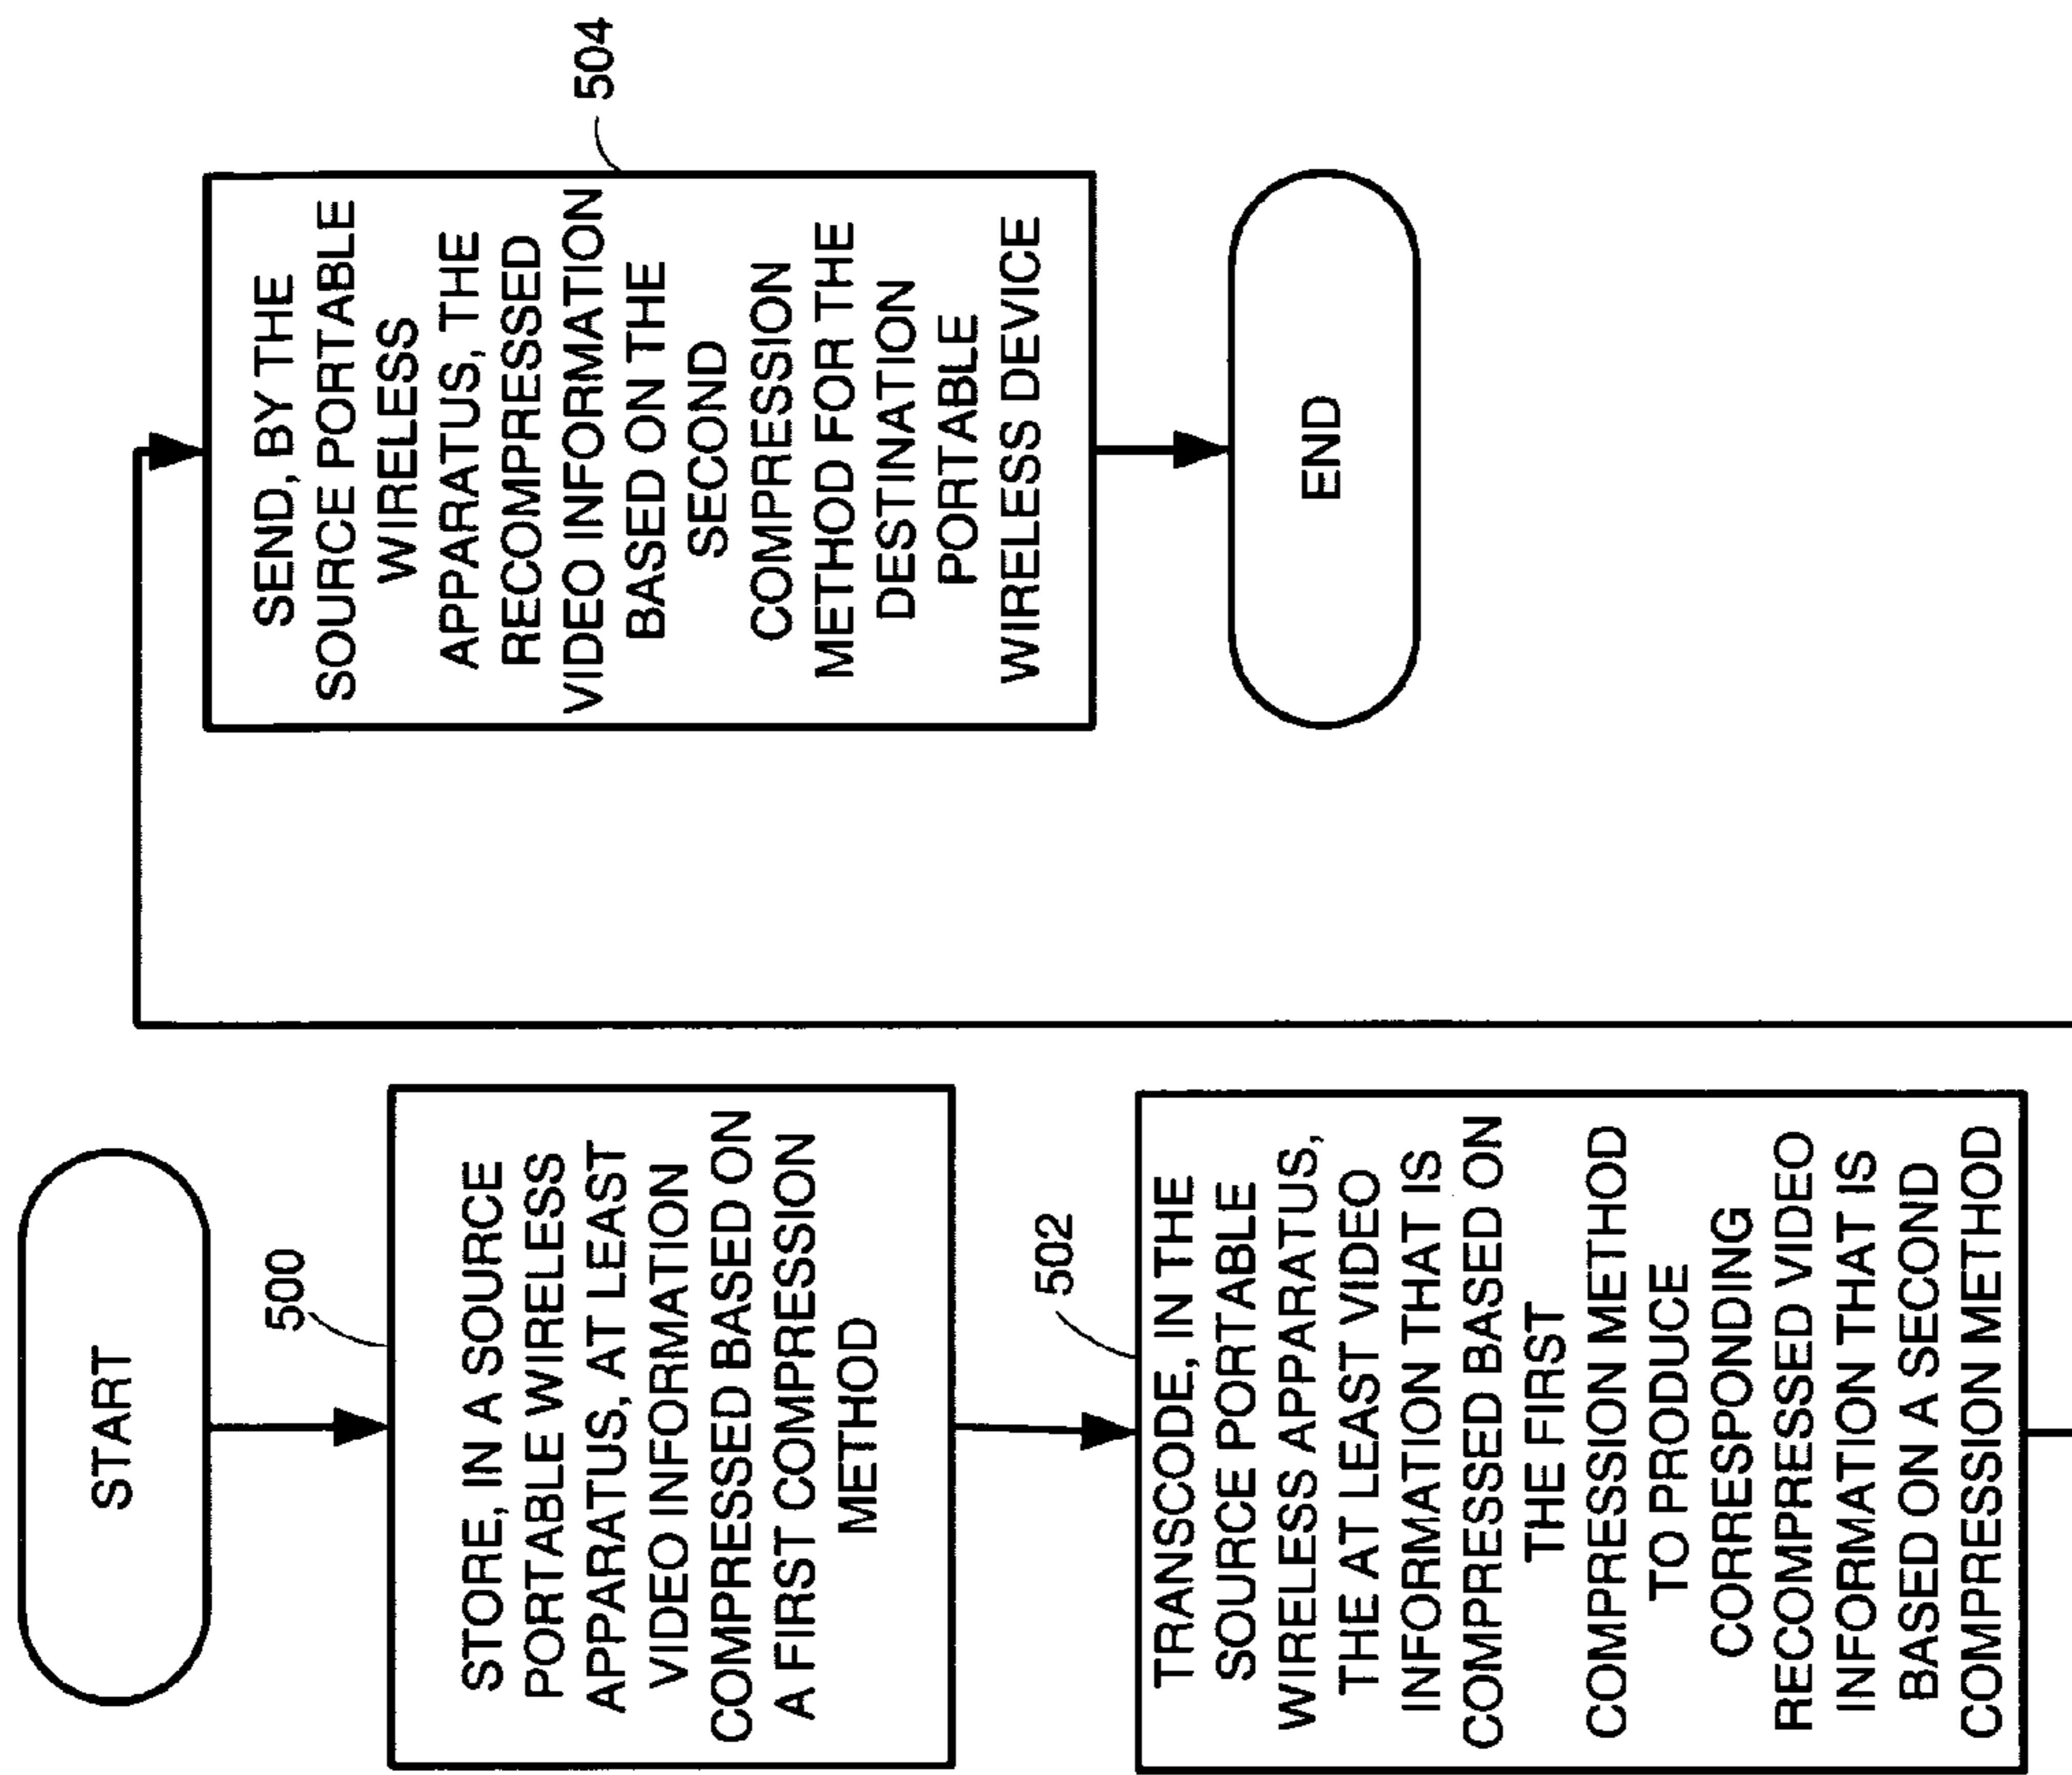 START
500
STORE, IN A SOURCE
PORTABLE WIRELESS
APPARATUS, AT LEAST
VIDEO INFORMATION
COMPRESSED BASED ON
A FIRST COMPRESSION
METHOD
502
TRANSCODE, IN THE
SOURCE PORTABLE
WIRELESS APPARATUS,
THE AT LEAST VIDEO
INFORMATION THAT IS
COMPRESSED BASED ON
THE FIRST
COMPRESSION METHOD
TO PRODUCE
CORRESPONDING
RECOMPRESSED VIDEO
INFORMATION THAT IS
BASED ON A SECOND
COMPRESSION METHOD
504
SEND, BY THE
SOURCE PORTABLE
WIRELESS
APPARATUS, THE
RECOMPRESSED
VIDEO INFORMATION
BASED ON THE
SECOND
COMPRESSION
METHOD FOR THE
DESTINATION
PORTABLE
WIRELESS DEVICE
END